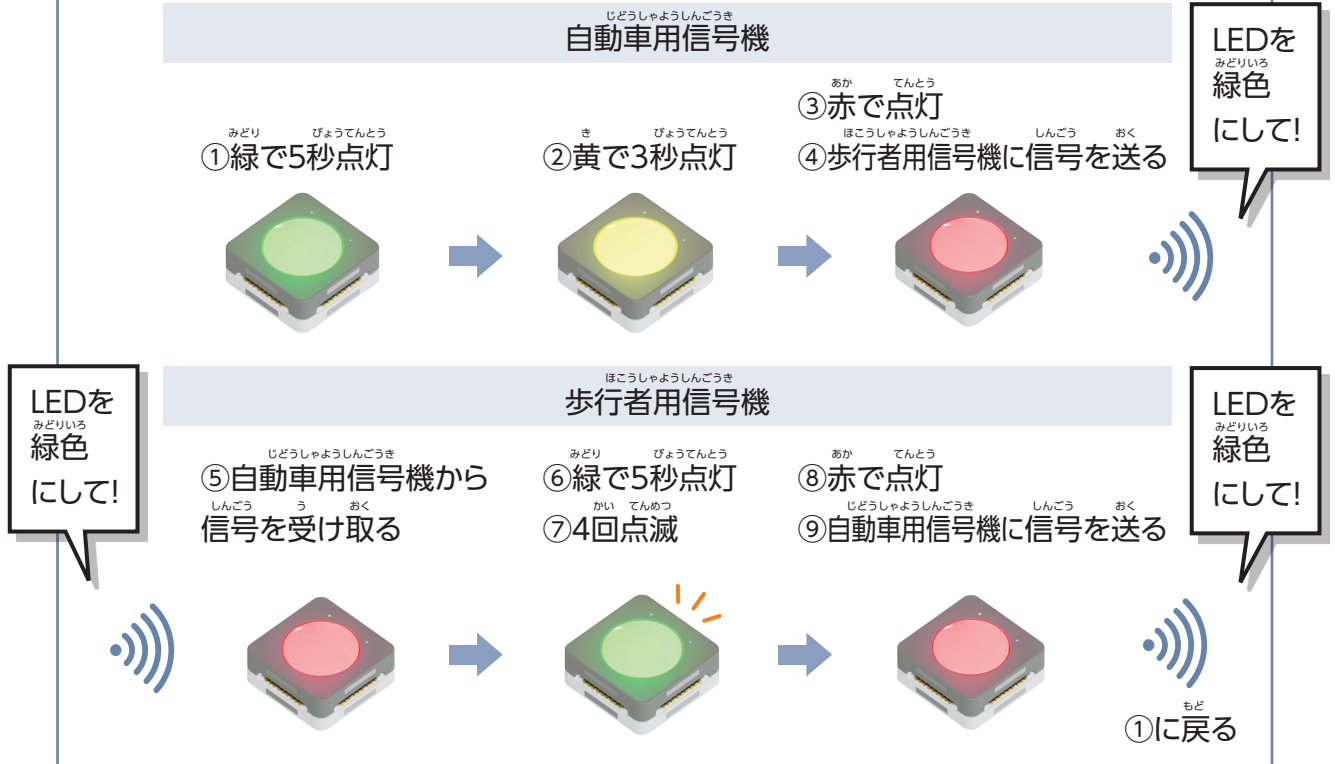 じどうしゃようしんごうき
自動車用信号機
LEDを
みどりいろ
緑色
にして!
みどり びょうてんとう
①緑で5秒点灯
き びょうてんとう
②黄で3秒点灯
あか てんとう
③赤で点灯
ほこうしゃようしんごうき しんごう おく
④歩行者用信号機に信号を送る
ほこうしゃようしんごうき
歩行者用信号機
LEDを
みどりいろ
緑色
にして!
じどうしゃようしんごうき
⑤自動車用信号機から
しんごう う おく
信号を受け取る
みどり びょうてんとう
⑥緑で5秒点灯
かい てんめつ
⑦4回点滅
あか てんとう
⑧赤で点灯
じどうしゃようしんごうき しんごう おく
⑨自動車用信号機に信号を送る
LEDを
みどりいろ
緑色
にして!
もど
①に戻る